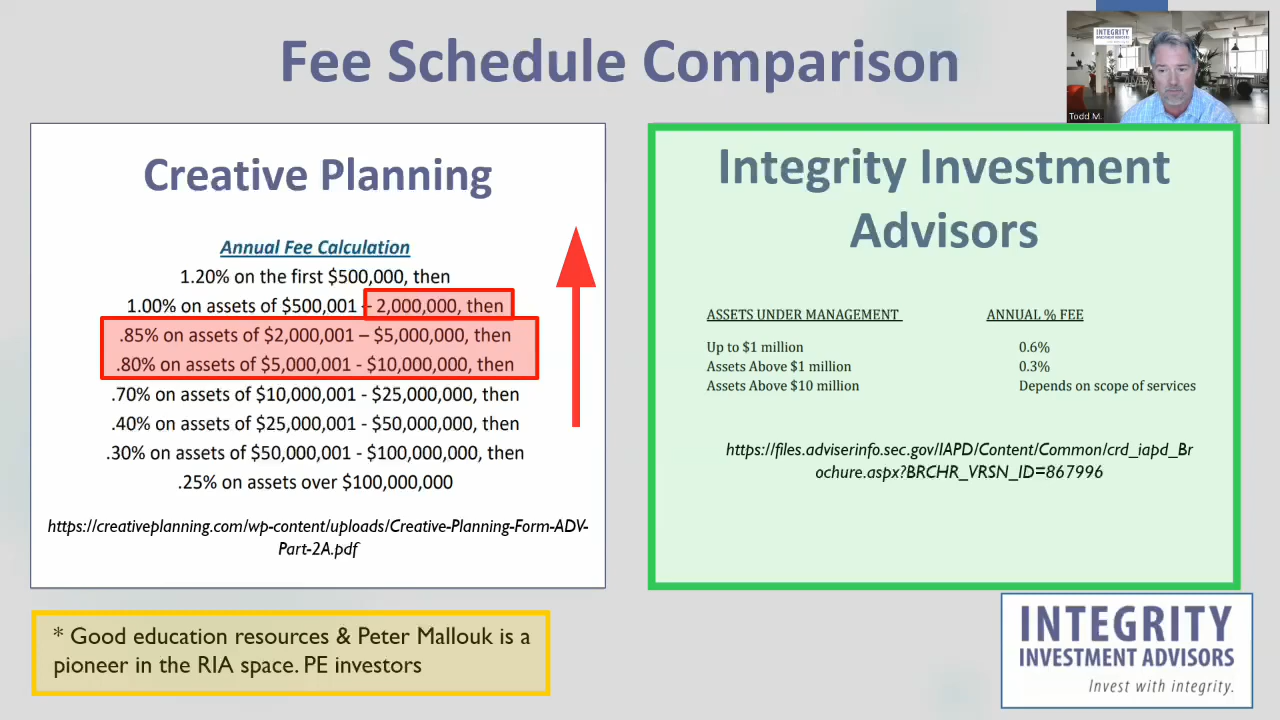 Fee Schedule Comparison
INTEGRITY
INVESTMENT ADVISORS
Todd M.
Creative Planning
Annual Fee Calculation
1.20% on the first $500,000, then
1.00% on assets of $500,001 – 2,000,000, then
.85% on assets of $2,000,001 – $5,000,000, then
.80% on assets of $5,000,001 - $10,000,000, then
.70% on assets of $10,000,001 - $25,000,000, then
.40% on assets of $25,000,001 - $50,000,000, then
.30% on assets of $50,000,001 - $100,000,000, then
.25% on assets over $100,000,000
https://creativeplanning.com/wp-content/uploads/Creative-Planning-Form-ADV-
Part-2A.pdf
* Good education resources & Peter Mallouk is a
pioneer in the RIA space. PE investors
Integrity Investment
Advisors
ASSETS UNDER MANAGEMENT ANNUAL % FEE
Up to $1 million 0.6%
Assets Above $1 million 0.3%
Assets Above $10 million Depends on scope of services
https://files.adviserinfo.sec.gov/IAPD/Content/Common/crd_iapd_Br
ochure.aspx?BRCHR_VRSN_ID=867996
INTEGRITY
INVESTMENT ADVISORS
Invest with integrity.